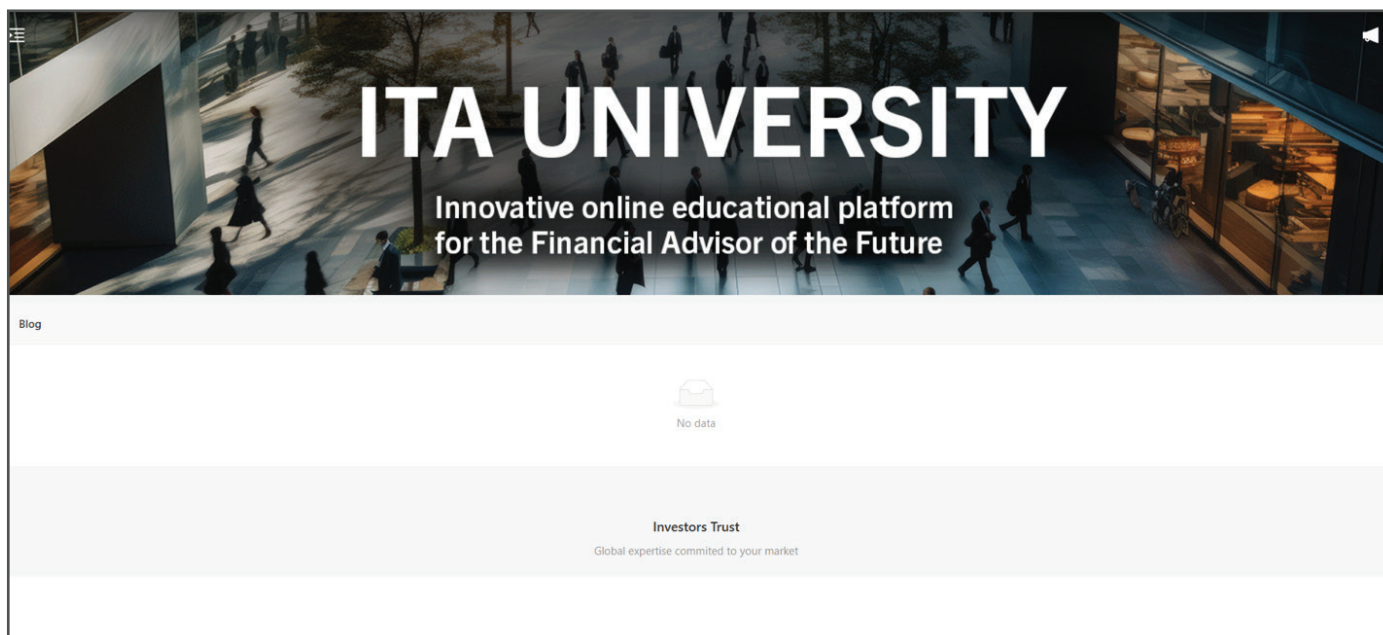 ITA UNIVERSITY
Innovative online educational platform
for the Financial Advisor of the Future
Blog
No data
Investors Trust
Global expertise commited to your market